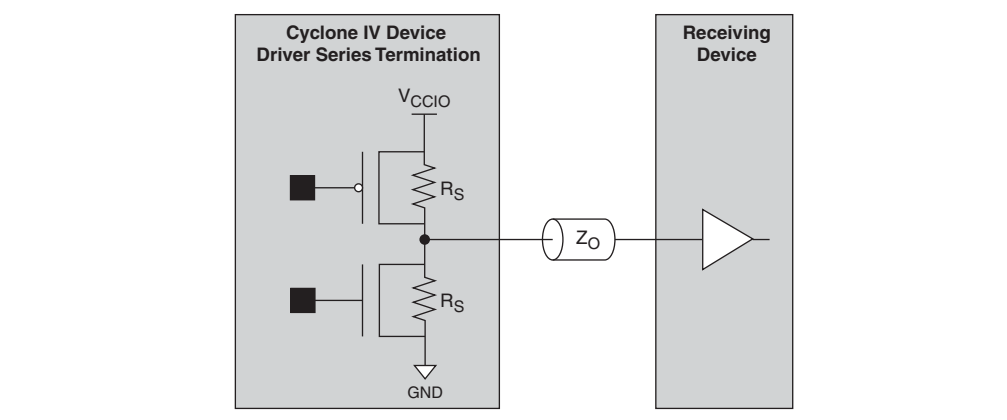 Cyclone IV Device
Driver Series Termination
Receiving
Device
VCCIO
RS
ZO
RS
GND